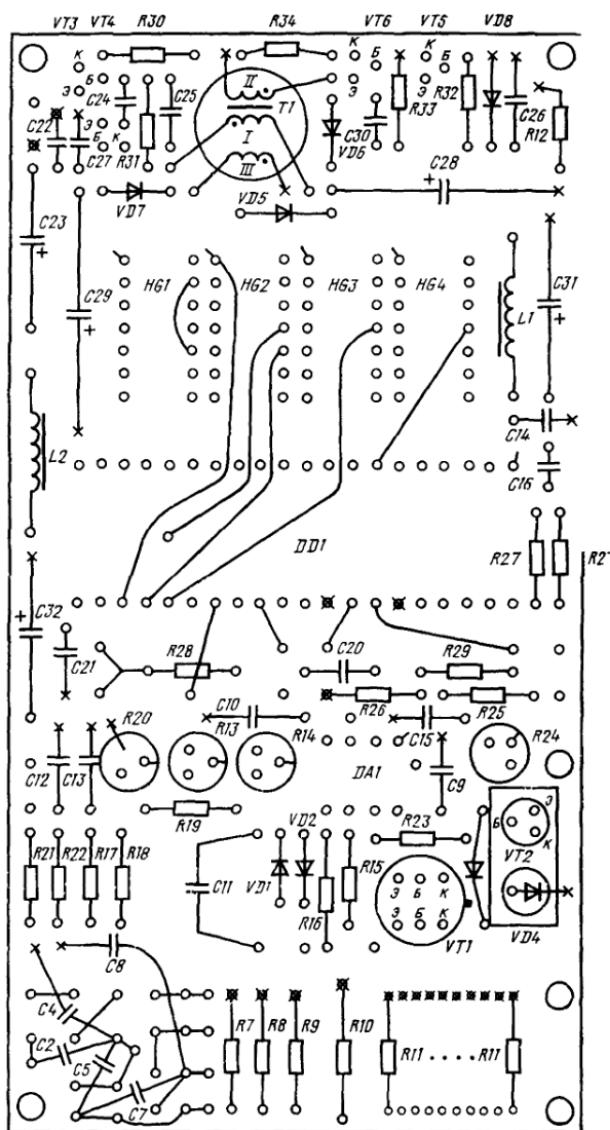 VT3 VT4 R30 R34 VT6 VT5 VD8
К К К
Э Б II Б Б
C24 C25 T1 Э Э R33 R32 C26 R12
C22 Э I C30
C27 Б К R31 III VD6 C28
+
VD7 VD5
C23
+
C29 HG1 HG2 HG3 HG4 C31
+ L1 +
L2 C14
C16
DD1 R27 R2
C32
+
C21 R28 C20 R29
C10 R26 R25
R20 R13 R14 C15 R24
C12 C13 DA1 C9
R19 VD2 R23 Э
Б
VT2 К
R21 R22 R17 R18 C11 VD1 R16 R15
Э Б К
Э Б К
VT1 VD4
C8
C4
C2 C5 C7
R7 R8 R9 R10 R11 .... R11